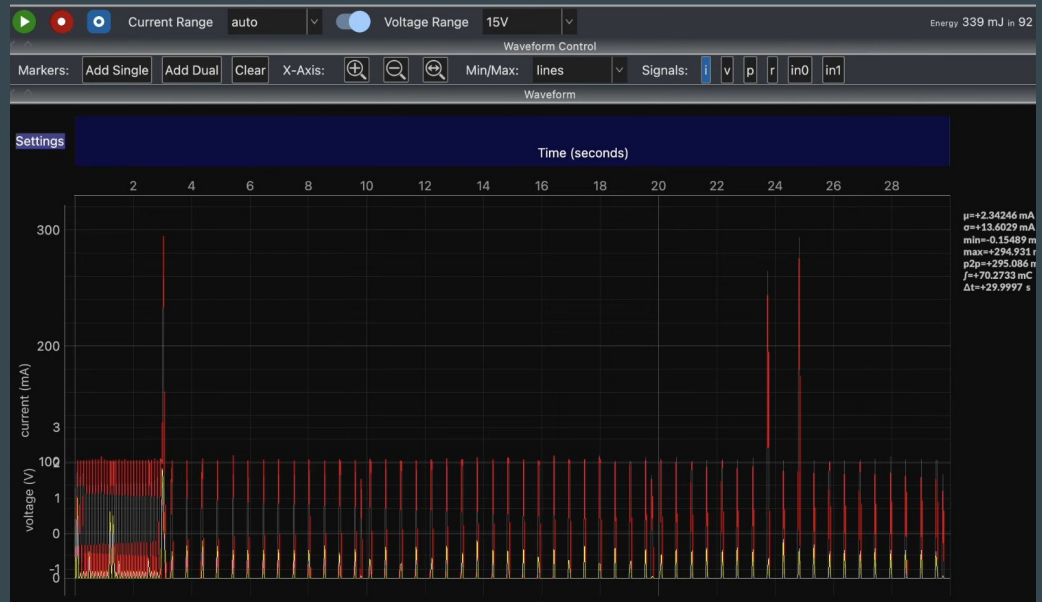 Current Range auto Voltage Range 15V Energy 339 mJ in 92
Waveform Control
Markers: Add Single Add Dual Clear X-Axis: Min/Max: lines Signals: i v p r in0 in1
Waveform
Settings
Time (seconds)
2 4 6 8 10 12 14 16 18 20 22 24 26 28
µ=+2.34246 mA
σ=+13.6029 mA
min=-0.15489 m
max=+294.931 m
p2p=+295.086 m
∫=+70.2733 mC
Δt=+29.9997 s
300
200
100
0
current (mA)
3
2
1
0
-1
voltage (V)